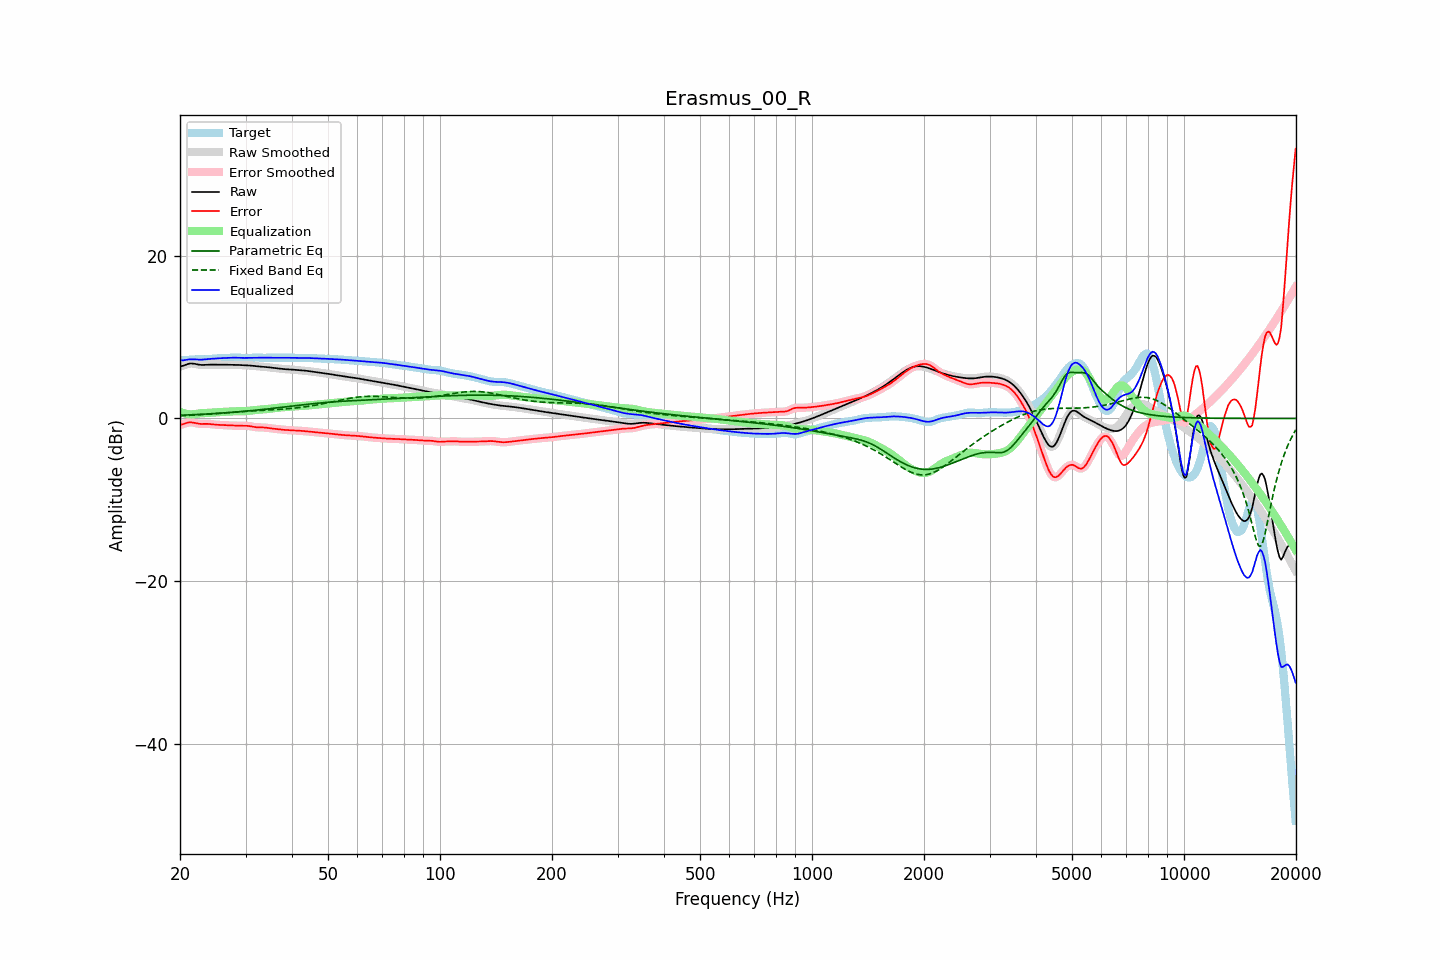 Erasmus_00_R
Target
Raw Smoothed
Error Smoothed
Raw
Error
Equalization
Parametric Eq
Fixed Band Eq
Equalized
20
0
−20
−40
Amplitude (dBr)
20 50 100 200 500 1000 2000 5000 10000 20000
Frequency (Hz)